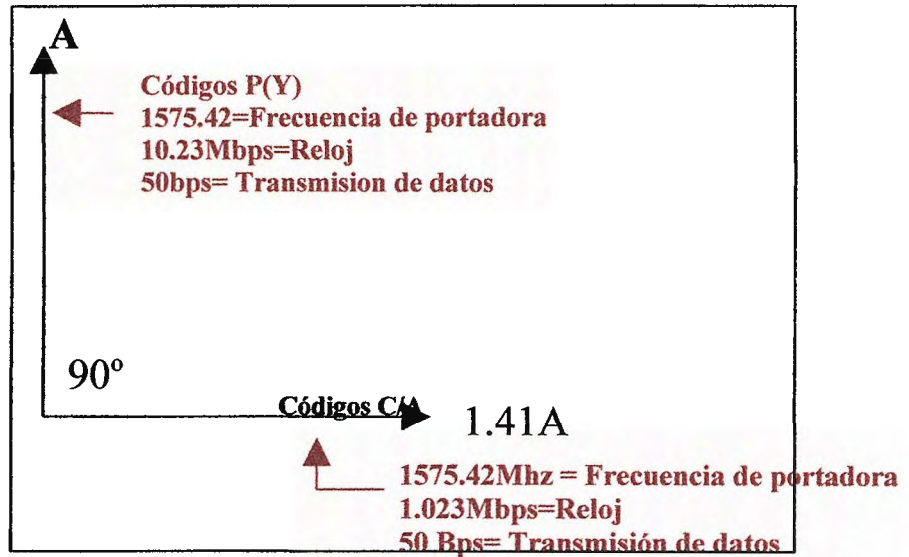 A
Códigos P(Y)
1575.42=Frecuencia de portadora
10.23Mbps=Reloj
50bps= Transmision de datos
90º
Códigos C/A
1.41A
1575.42Mhz = Frecuencia de portadora
1.023Mbps=Reloj
50 Bps= Transmisión de datos